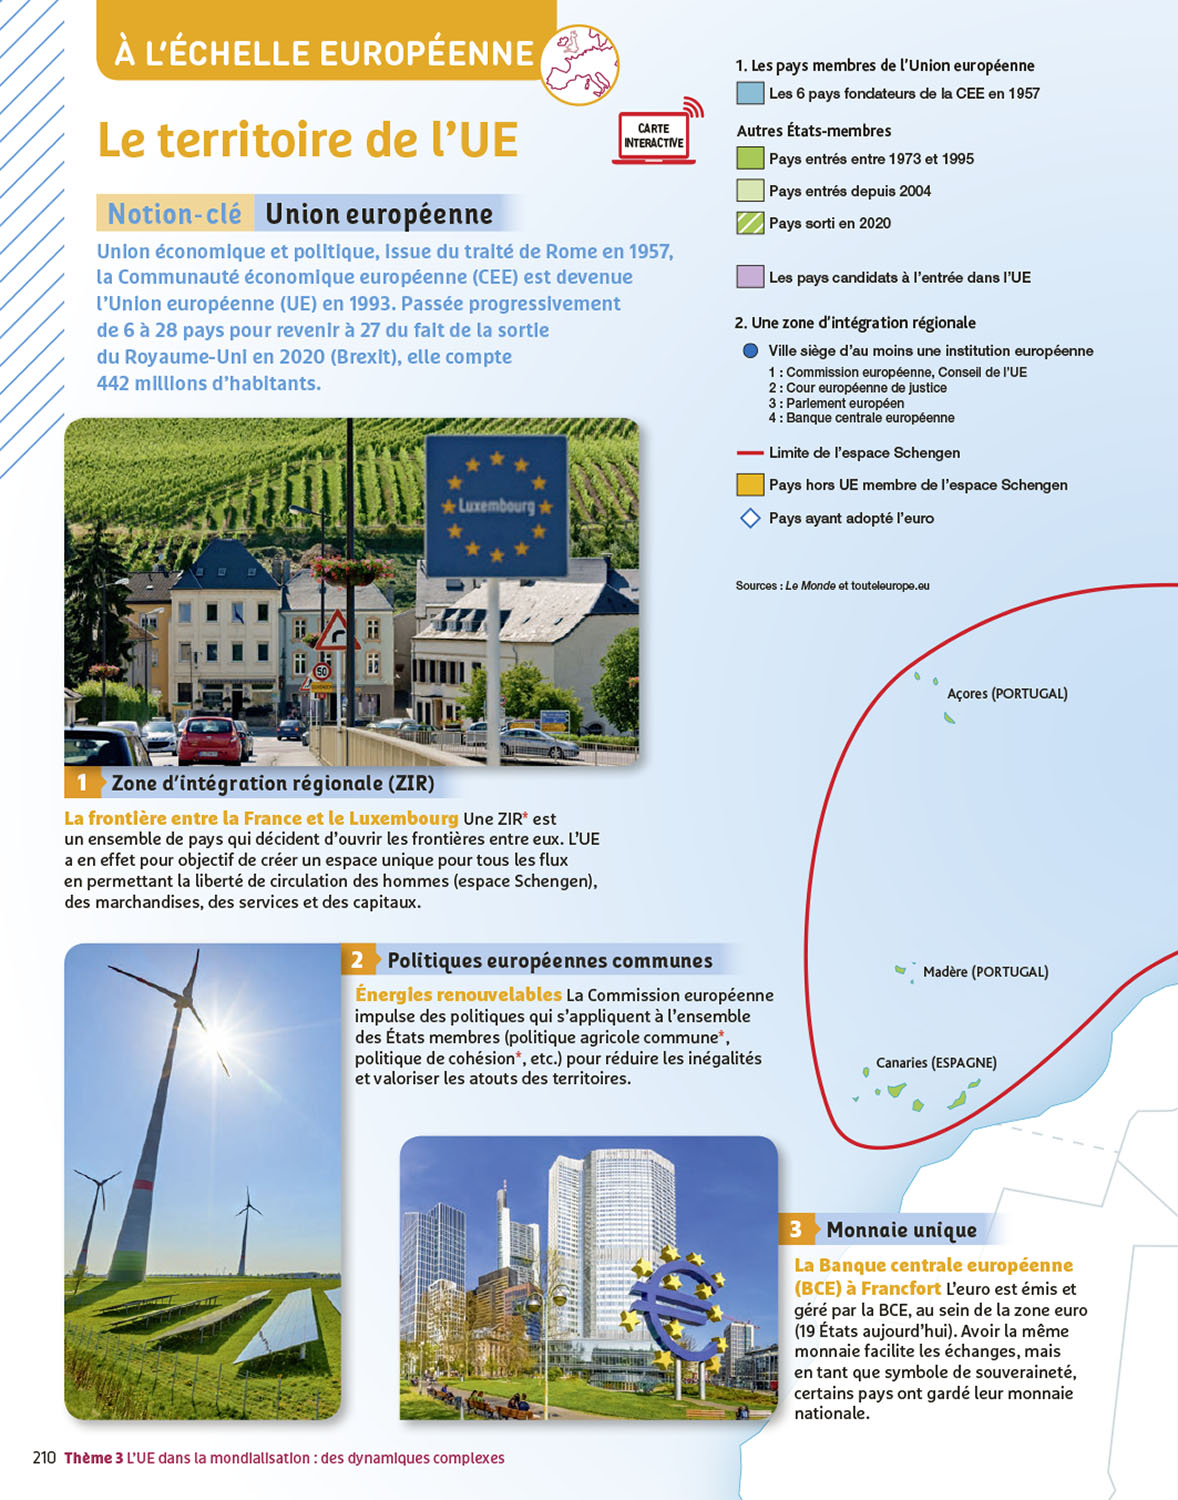 À L'ÉCHELLE EUROPÉENNE
Le territoire de l'UE
CARTE
INTERACTIVE
Notion-clé Union européenne
Union économique et politique, issue du traité de Rome en 1957,
la Communauté économique européenne (CEE) est devenue
l'Union européenne (UE) en 1993. Passée progressivement
de 6 à 28 pays pour revenir à 27 du fait de la sortie
du Royaume-Uni en 2020 (Brexit), elle compte
442 millions d'habitants.
Luxembourg
50
1 Zone d'intégration régionale (ZIR)
La frontière entre la France et le Luxembourg Une ZIR* est
un ensemble de pays qui décident d'ouvrir les frontières entre eux. L'UE
a en effet pour objectif de créer un espace unique pour tous les flux
en permettant la liberté de circulation des hommes (espace Schengen),
des marchandises, des services et des capitaux.
2 Politiques européennes communes
Énergies renouvelables La Commission européenne
impulse des politiques qui s'appliquent à l'ensemble
des États membres (politique agricole commune*,
politique de cohésion*, etc.) pour réduire les inégalités
et valoriser les atouts des territoires.
3 Monnaie unique
La Banque centrale européenne
(BCE) à Francfort L'euro est émis et
géré par la BCE, au sein de la zone euro
(19 États aujourd'hui). Avoir la même
monnaie facilite les échanges, mais
en tant que symbole de souveraineté,
certains pays ont gardé leur monnaie
nationale.
1. Les pays membres de l'Union européenne
Les 6 pays fondateurs de la CEE en 1957
Autres États-membres
Pays entrés entre 1973 et 1995
Pays entrés depuis 2004
Pays sorti en 2020
Les pays candidats à l'entrée dans l'UE
2. Une zone d'intégration régionale
Ville siège d'au moins une institution européenne
1 : Commission européenne, Conseil de l'UE
2 : Cour européenne de justice
3 : Parlement européen
4 : Banque centrale européenne
Limite de l'espace Schengen
Pays hors UE membre de l'espace Schengen
Pays ayant adopté l'euro
Sources : Le Monde et touteleurope.eu
Açores (PORTUGAL)
Madère (PORTUGAL)
Canaries (ESPAGNE)
210 Thème 3 L'UE dans la mondialisation : des dynamiques complexes